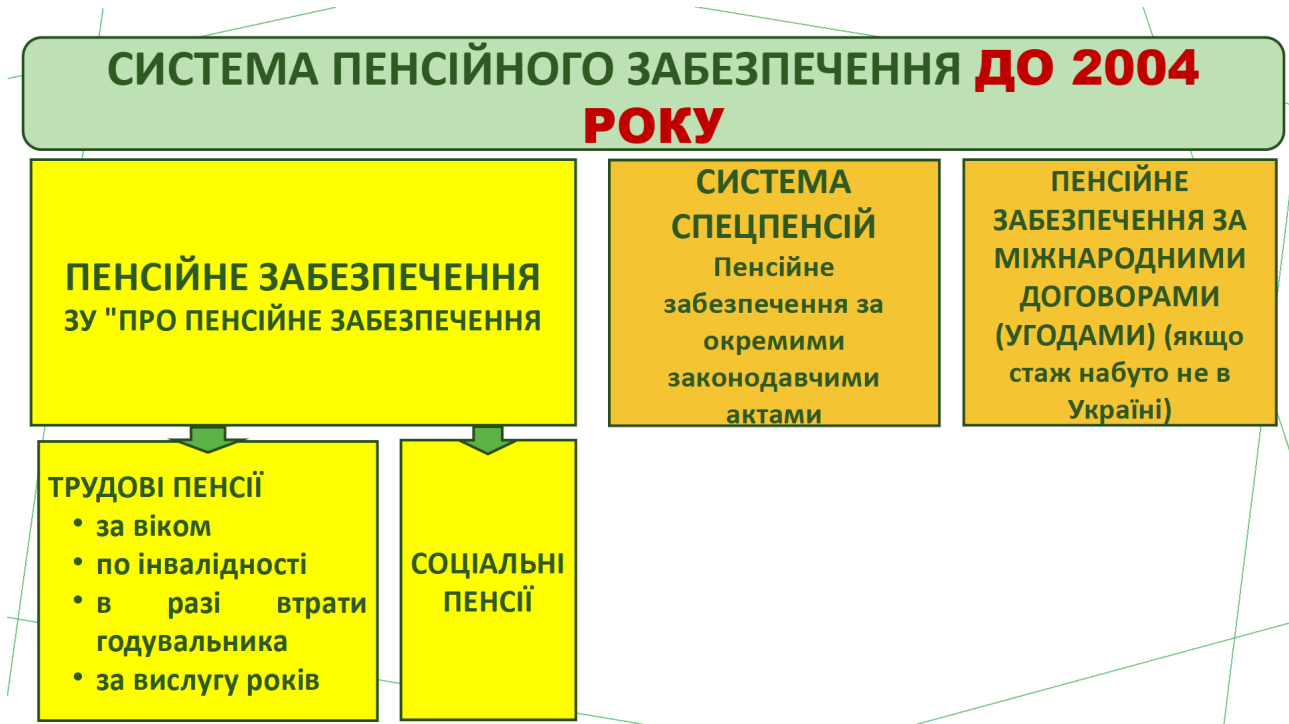 СИСТЕМА ПЕНСІЙНОГО ЗАБЕЗПЕЧЕННЯ ДО 2004
РОКУ
ПЕНСІЙНЕ ЗАБЕЗПЕЧЕННЯ
ЗУ "ПРО ПЕНСІЙНЕ ЗАБЕЗПЕЧЕННЯ
СИСТЕМА
СПЕЦПЕНСІЙ
Пенсійне
забезпечення за
окремими
законодавчими
актами
ПЕНСІЙНЕ
ЗАБЕЗПЕЧЕННЯ ЗА
МІЖНАРОДНИМИ
ДОГОВОРАМИ
(УГОДАМИ) (якщо
стаж набуто не в
Україні)
ТРУДОВІ ПЕНСІЇ
• за віком
• по інвалідності
• в разі втрати
годувальника
• за вислугу років
СОЦІАЛЬНІ
ПЕНСІЇ